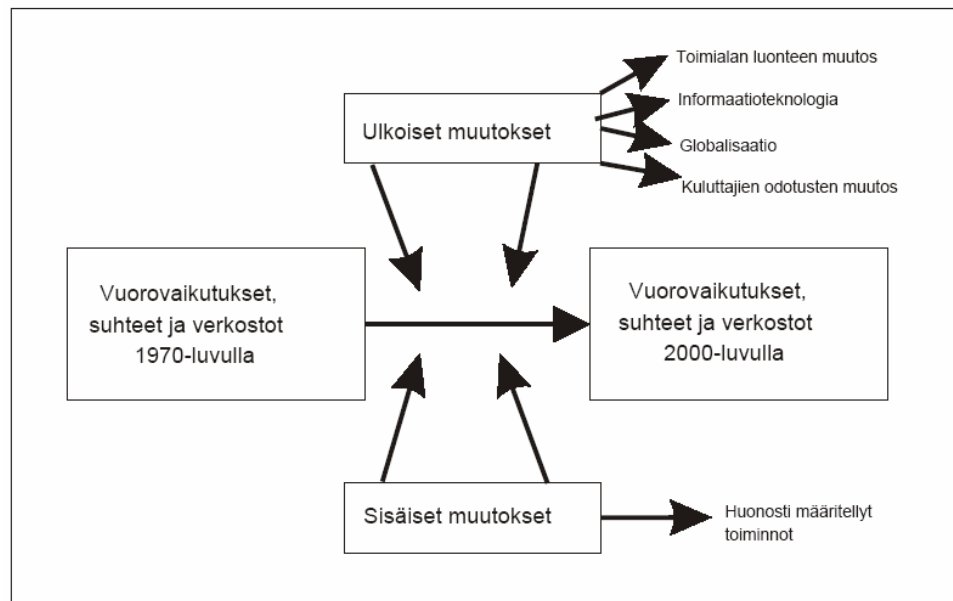 Toimialan luonteen muutos
Informaatioteknologia
Ulkoiset muutokset
Globalisaatio
Kuluttajien odotusten muutos
Vuorovaikutukset,
suhteet ja verkostot
1970-luvulla
Vuorovaikutukset,
suhteet ja verkostot
2000-luvulla
Sisäiset muutokset
Huonosti määritellyt
toiminnot